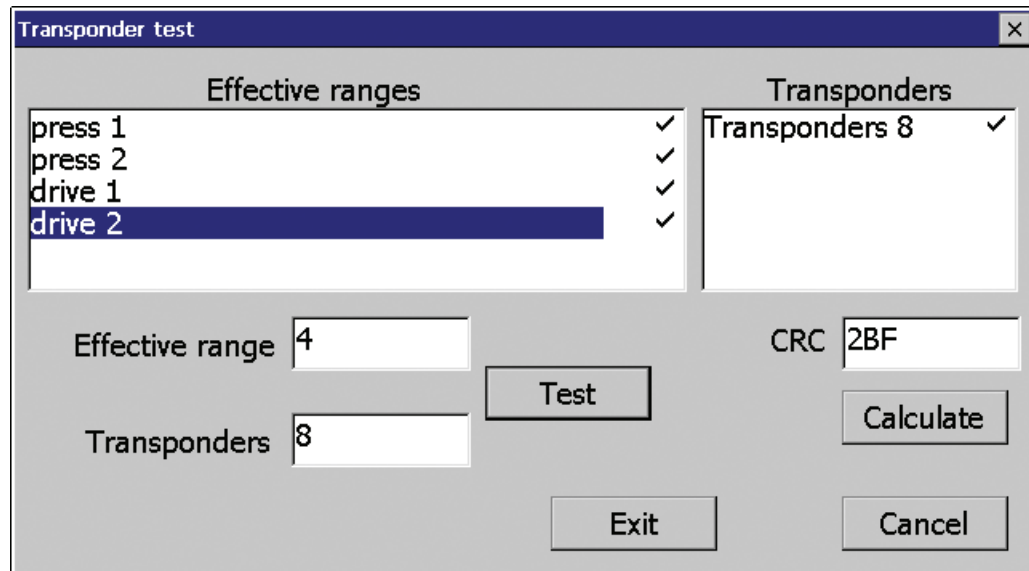 Transponder test
Effective ranges
Transponders
press 1
press 2
drive 1
drive 2
Transponders 8
Effective range 4
CRC 2BF
Test
Calculate
Transponders 8
Exit
Cancel